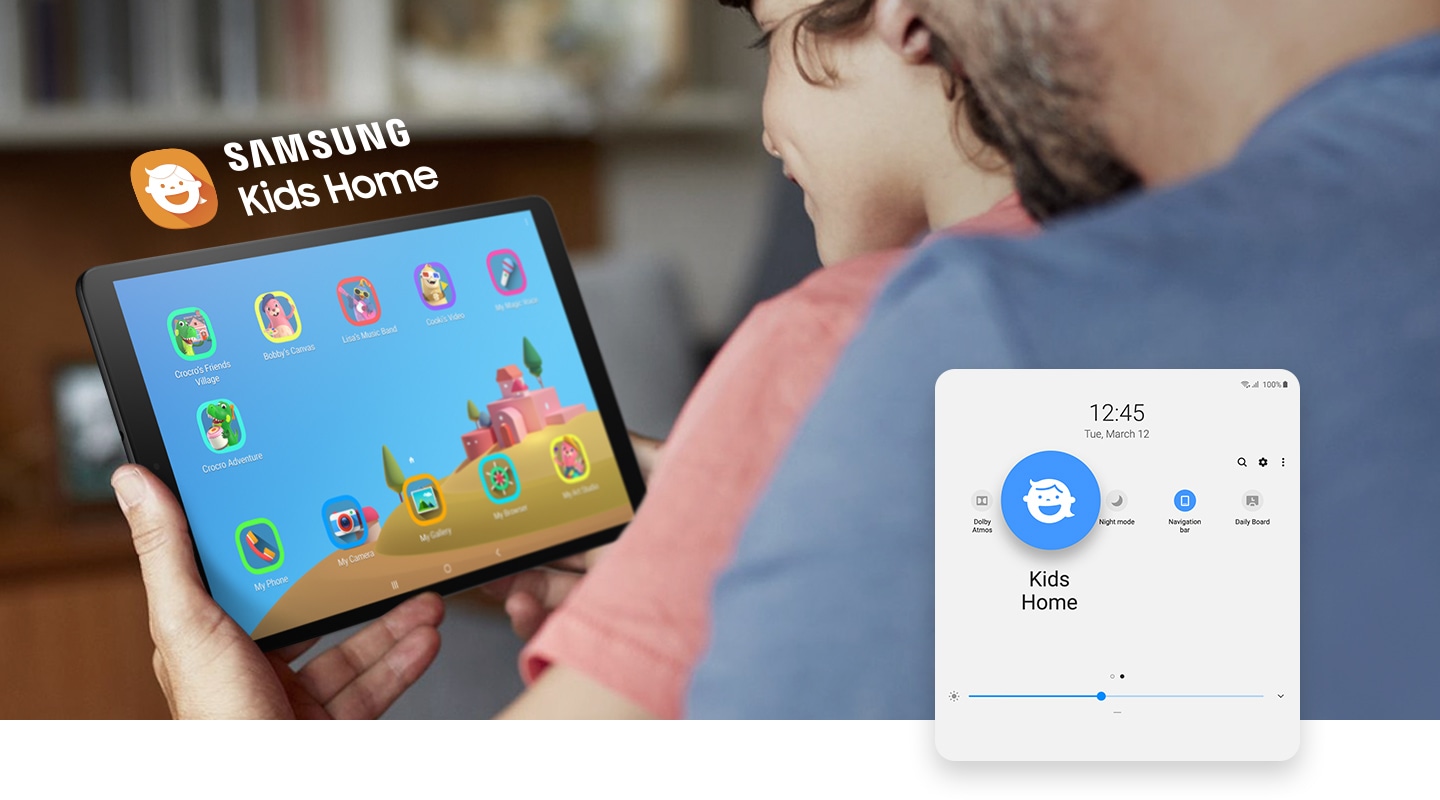 SAMSUNG
Kids Home
Crocro's Friends
Village
Bobby's Canvas
Lisa's Music Band
Cooki's Video
My Magic Voice
Crocro Adventure
My Phone
My Camera
My Gallery
My Browser
My Art Studio
100%
12:45
Tue, March 12
Dolby
Atmos
Kids
Home
Night mode
Navigation
bar
Daily Board